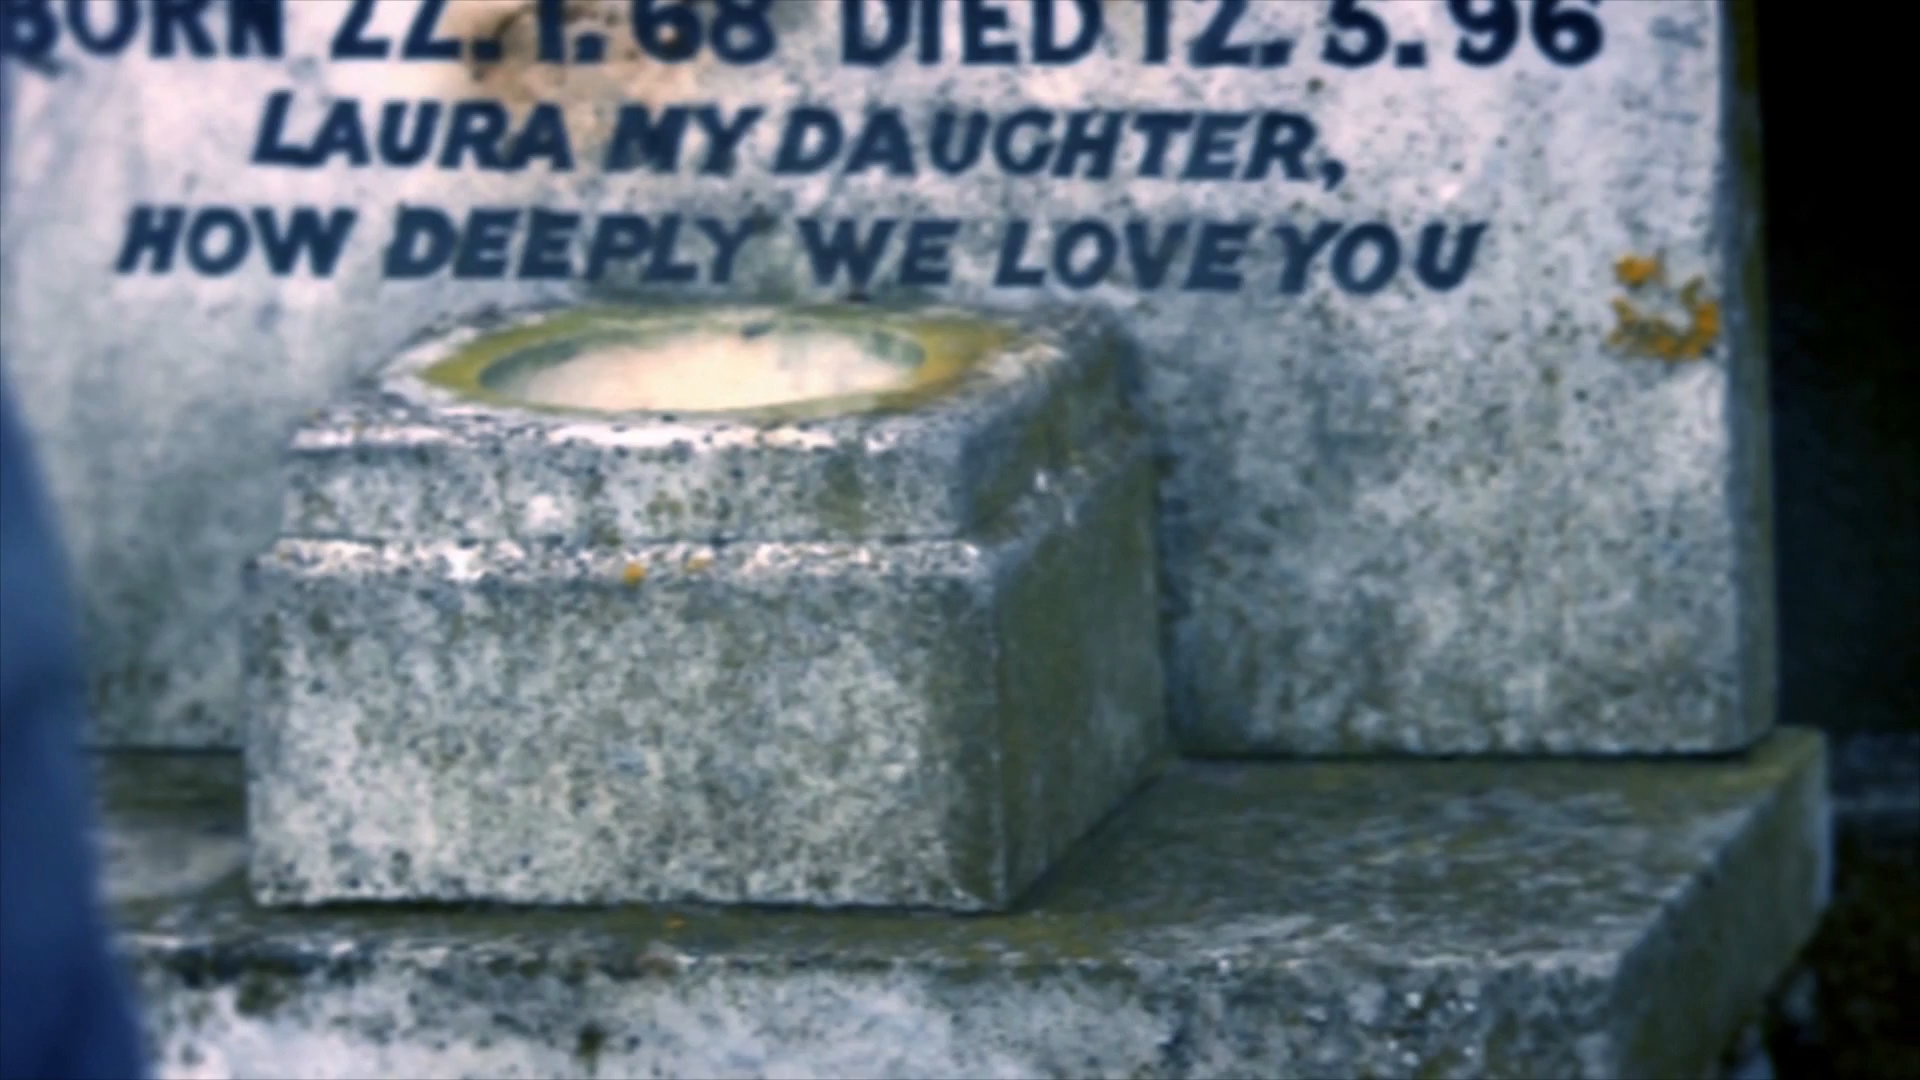 BORN 22.1.68 DIED 12.5.96
LAURA MY DAUGHTER,
HOW DEEPLY WE LOVE YOU